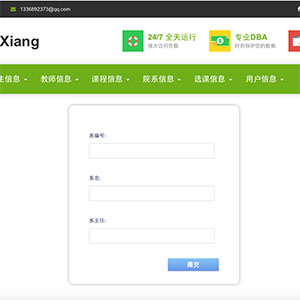 1336892373@qq.com
Xiang
24/7 全天运行
强大访问负载
专业DBA
时刻保护您的数据
生信息
教师信息
课程信息
院系信息
选课信息
用户信息
系编号:
系名:
系主任:
提交